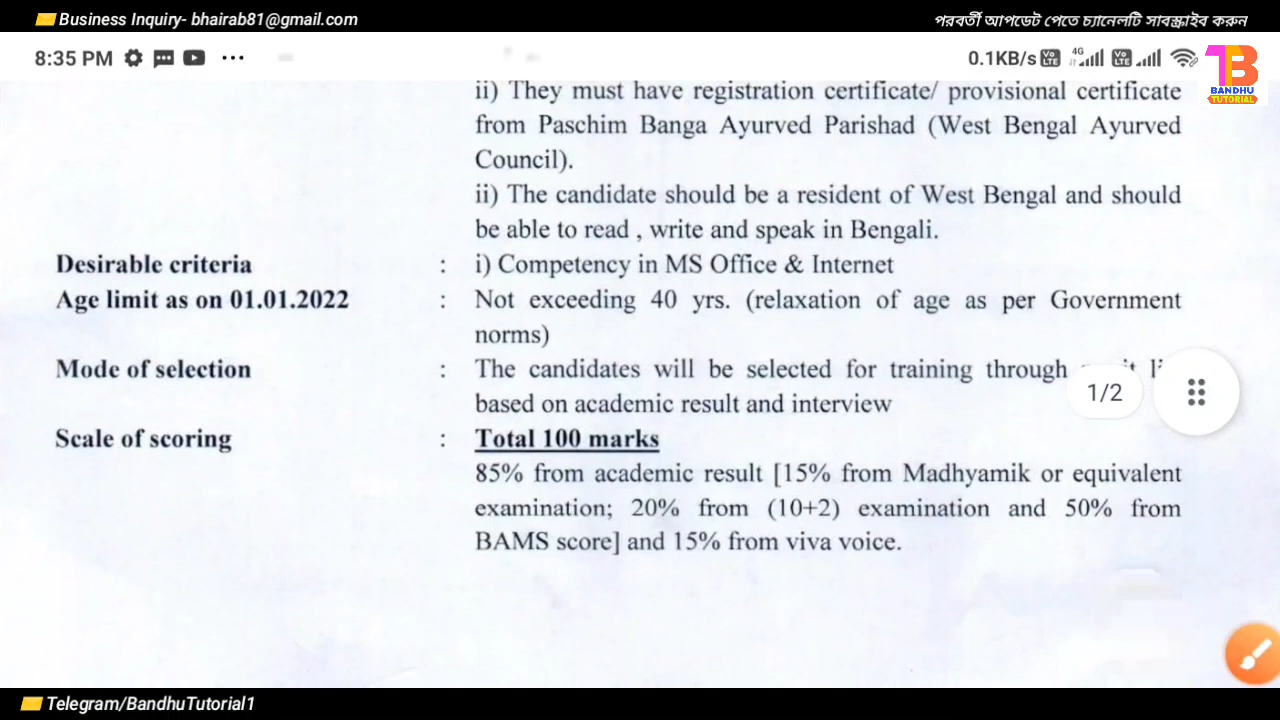 Business Inquiry- bhairab81@gmail.com
পরবর্তী আপডেট পেতে চ্যানেলটি সাবস্ক্রাইব করুন
8:35 PM
0.1KB/s Vo LTE 4G Vo LTE
TB
BANDHU
TUTORIAL
ii) They must have registration certificate/ provisional certificate
from Paschim Banga Ayurved Parishad (West Bengal Ayurved
Council).
ii) The candidate should be a resident of West Bengal and should
be able to read , write and speak in Bengali.
Desirable criteria : i) Competency in MS Office & Internet
Age limit as on 01.01.2022 : Not exceeding 40 yrs. (relaxation of age as per Government
norms)
Mode of selection : The candidates will be selected for training through
1/2
based on academic result and interview
Scale of scoring : Total 100 marks
85% from academic result [15% from Madhyamik or equivalent
examination; 20% from (10+2) examination and 50% from
BAMS score] and 15% from viva voice.
Telegram/BandhuTutorial1